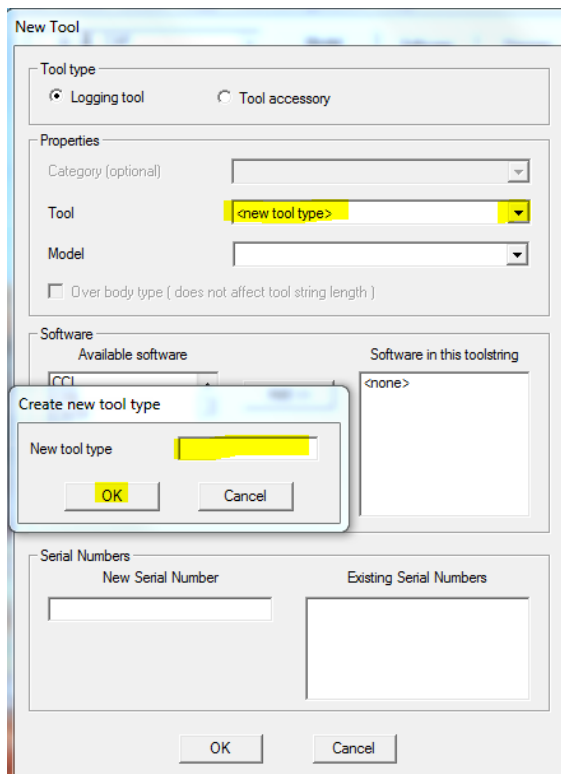 New Tool
Tool type
Logging tool Tool accessory
Properties
Category (optional)
Tool <new tool type>
Model
Over body type ( does not affect tool string length )
Software
Available software Software in this toolstring
CCL <none>
Create new tool type
New tool type
OK Cancel
Serial Numbers
New Serial Number Existing Serial Numbers
OK Cancel